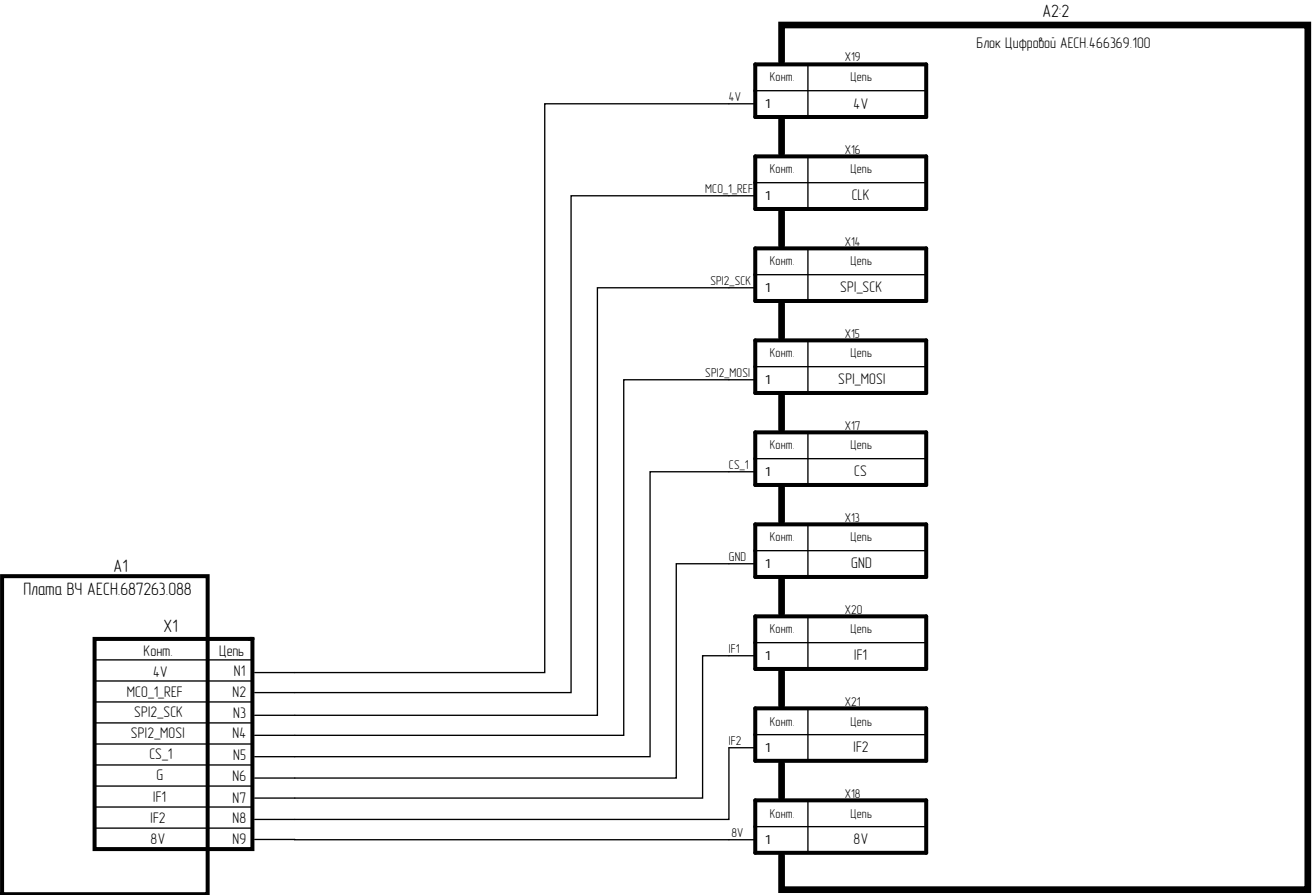 A2:2
Блок Цифровой АЕСН.466369.100
X19
Конт. Цепь
4V
1 4V
X16
Конт. Цепь
MCO_1_REF
1 CLK
X14
Конт. Цепь
SPI2_SCK
1 SPI_SCK
X15
Конт. Цепь
SPI2_MOSI
1 SPI_MOSI
X17
Конт. Цепь
CS_1
1 CS
X13
Конт. Цепь
GND
1 GND
X20
Конт. Цепь
IF1
1 IF1
X21
Конт. Цепь
IF2
1 IF2
X18
Конт. Цепь
8V
1 8V
A1
Плата ВЧ АЕСН.687263.088
X1
Конт. Цепь
4V N1
MCO_1_REF N2
SPI2_SCK N3
SPI2_MOSI N4
CS_1 N5
G N6
IF1 N7
IF2 N8
8V N9